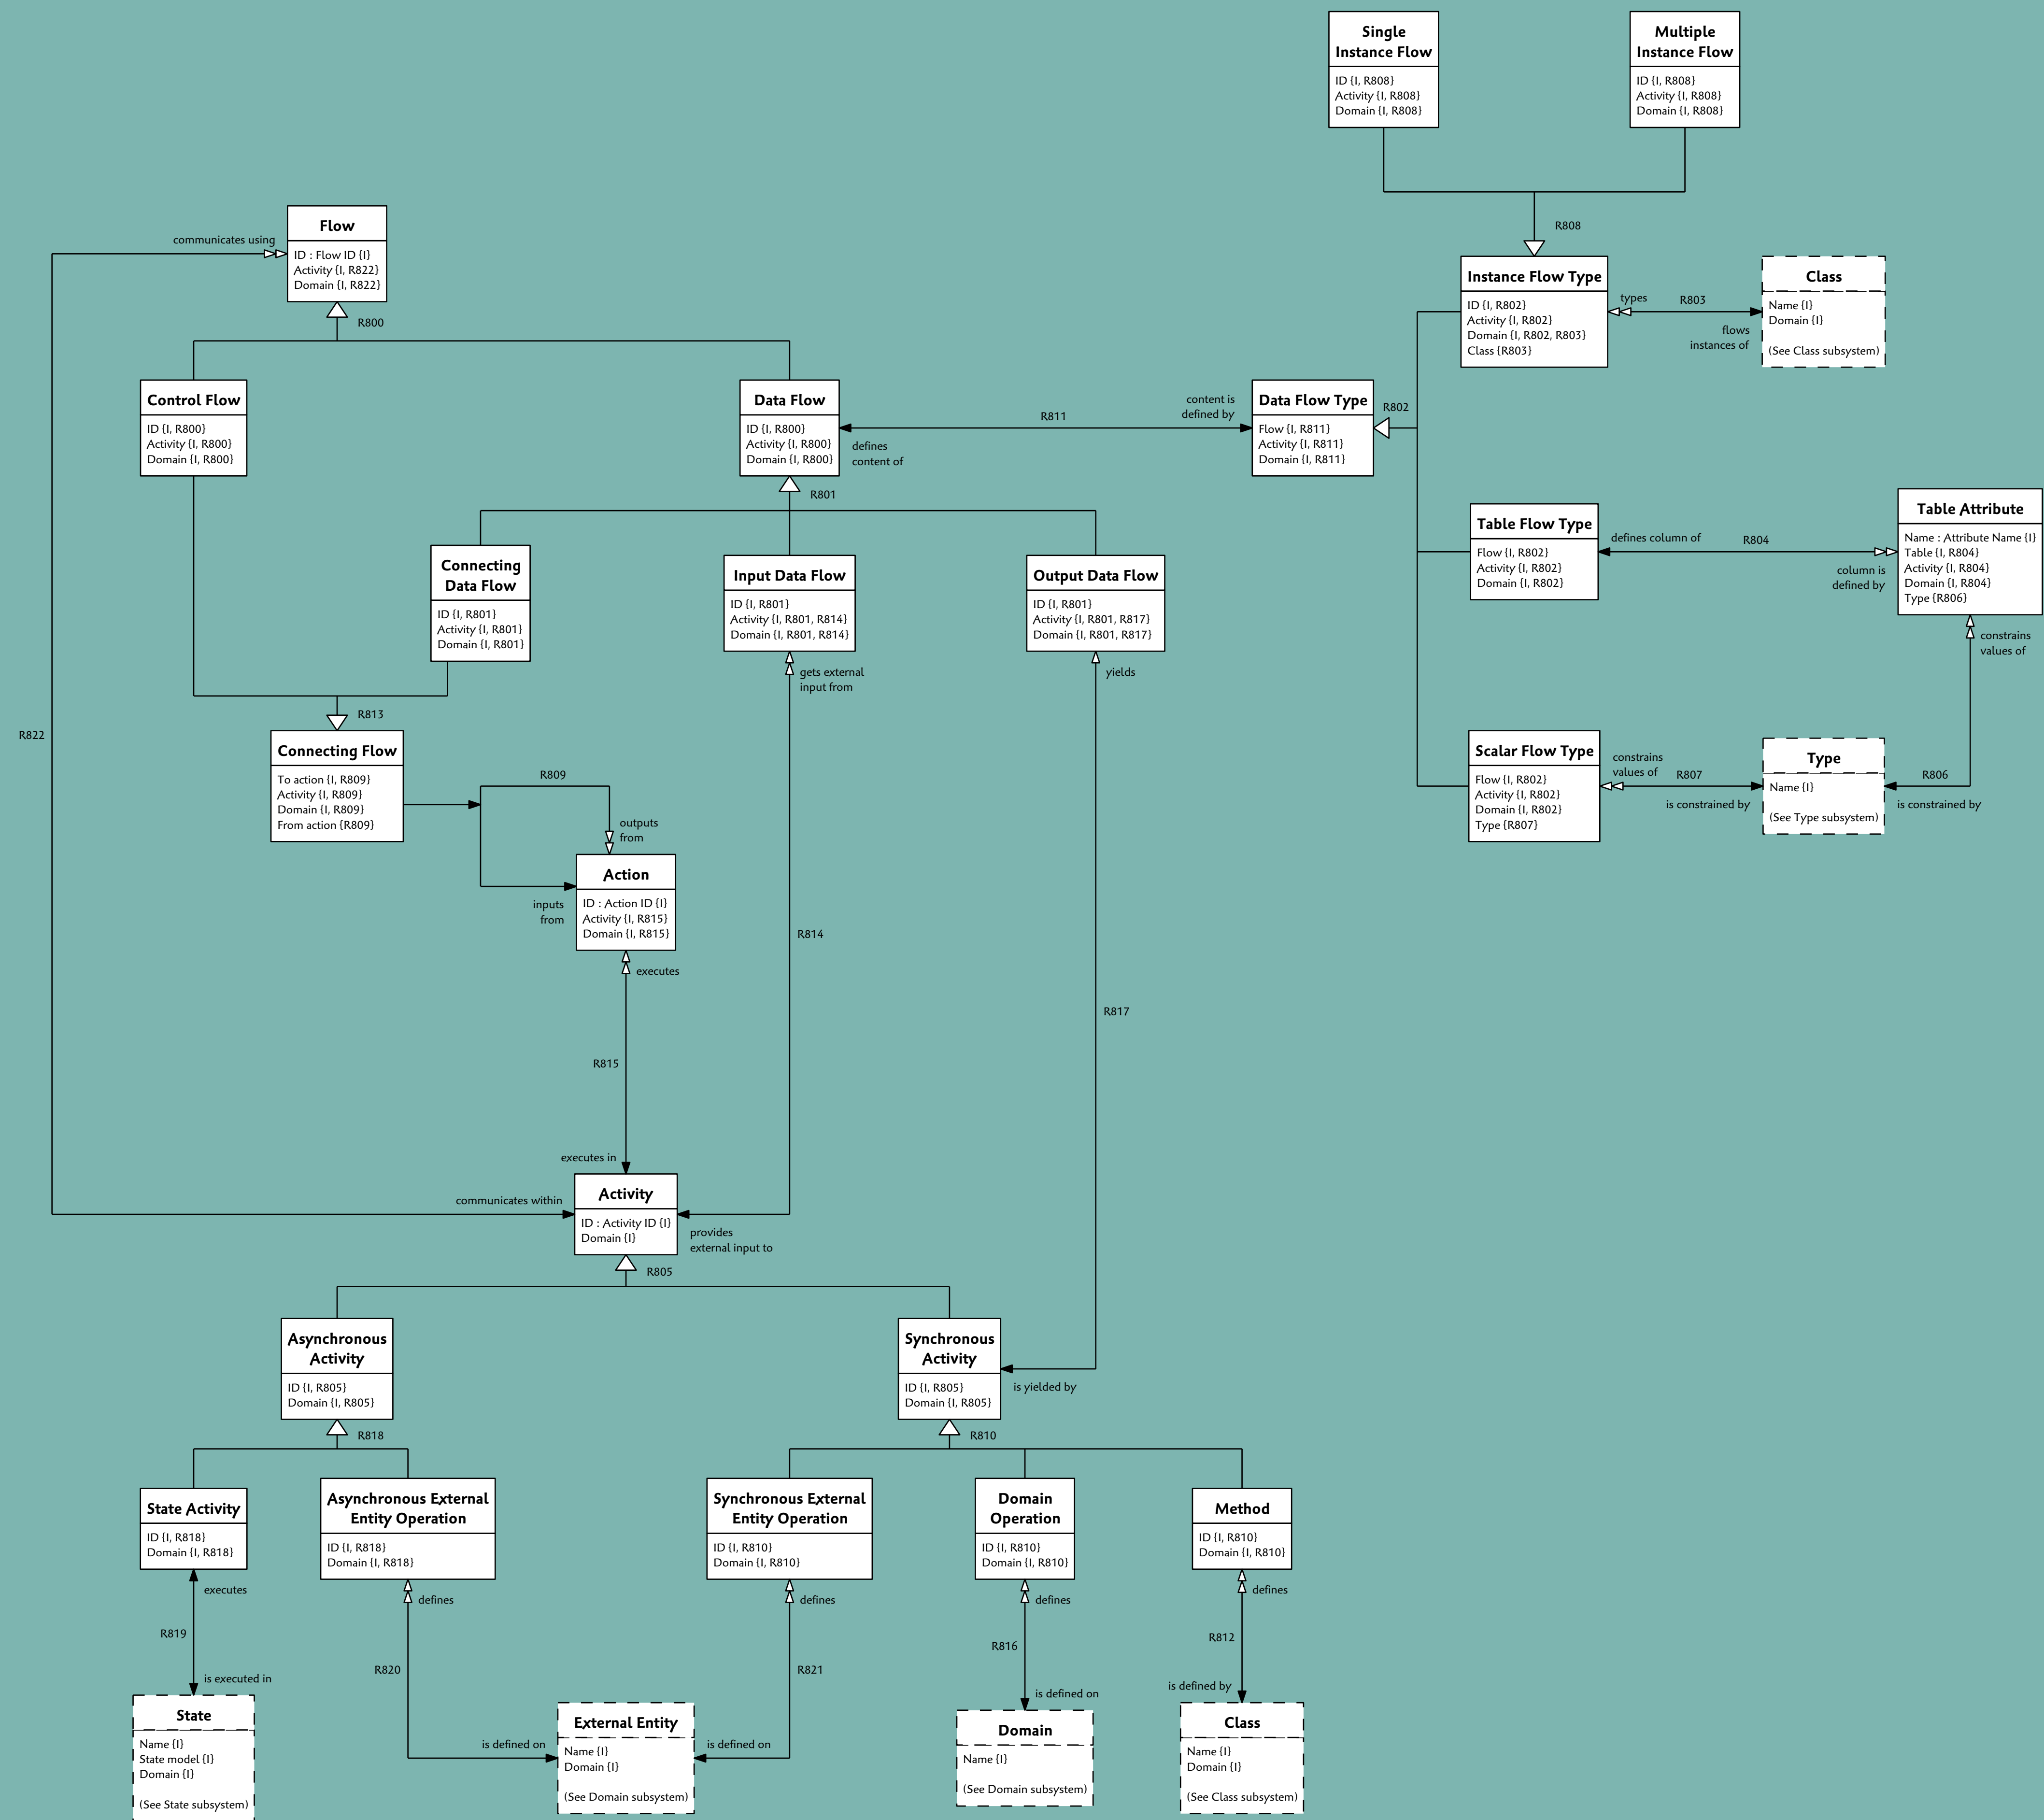 Single
Instance Flow
ID {I, R808}
Activity {I, R808}
Domain {I, R808}
Multiple
Instance Flow
ID {I, R808}
Activity {I, R808}
Domain {I, R808}
R808
communicates using
Flow
ID : Flow ID {I}
Activity {I, R822}
Domain {I, R822}
R800
Instance Flow Type
ID {I, R802}
Activity {I, R802}
Domain {I, R802, R803}
Class {R803}
types
R803
flows
instances of
Class
Name {I}
Domain {I}
(See Class subsystem)
Control Flow
ID {I, R800}
Activity {I, R800}
Domain {I, R800}
Data Flow
ID {I, R800}
Activity {I, R800}
Domain {I, R800}
defines
content of
R811
content is
defined by
Data Flow Type
Flow {I, R811}
Activity {I, R811}
Domain {I, R811}
R802
R801
Connecting
Data Flow
ID {I, R801}
Activity {I, R801}
Domain {I, R801}
Input Data Flow
ID {I, R801}
Activity {I, R801, R814}
Domain {I, R801, R814}
gets external
input from
Output Data Flow
ID {I, R801}
Activity {I, R801, R817}
Domain {I, R801, R817}
yields
Table Flow Type
Flow {I, R802}
Activity {I, R802}
Domain {I, R802}
defines column of
R804
column is
defined by
Table Attribute
Name : Attribute Name {I}
Table {I, R804}
Activity {I, R804}
Domain {I, R804}
Type {R806}
constrains
values of
R822
R813
Connecting Flow
To action {I, R809}
Activity {I, R809}
Domain {I, R809}
From action {R809}
R809
outputs
from
inputs
from
Scalar Flow Type
Flow {I, R802}
Activity {I, R802}
Domain {I, R802}
Type {R807}
constrains
values of
R807
is constrained by
Type
Name {I}
(See Type subsystem)
R806
is constrained by
Action
ID : Action ID {I}
Activity {I, R815}
Domain {I, R815}
executes
R814
R817
R815
executes in
communicates within
Activity
ID : Activity ID {I}
Domain {I}
provides
external input to
R805
Asynchronous
Activity
ID {I, R805}
Domain {I, R805}
R818
Synchronous
Activity
ID {I, R805}
Domain {I, R805}
is yielded by
R810
State Activity
ID {I, R818}
Domain {I, R818}
executes
R819
is executed in
Asynchronous External
Entity Operation
ID {I, R818}
Domain {I, R818}
defines
R820
is defined on
Synchronous External
Entity Operation
ID {I, R810}
Domain {I, R810}
defines
R821
is defined on
Domain
Operation
ID {I, R810}
Domain {I, R810}
defines
R816
is defined on
Method
ID {I, R810}
Domain {I, R810}
defines
R812
is defined by
State
Name {I}
State model {I}
Domain {I}
(See State subsystem)
External Entity
Name {I}
Domain {I}
(See Domain subsystem)
Domain
Name {I}
(See Domain subsystem)
Class
Name {I}
Domain {I}
(See Class subsystem)